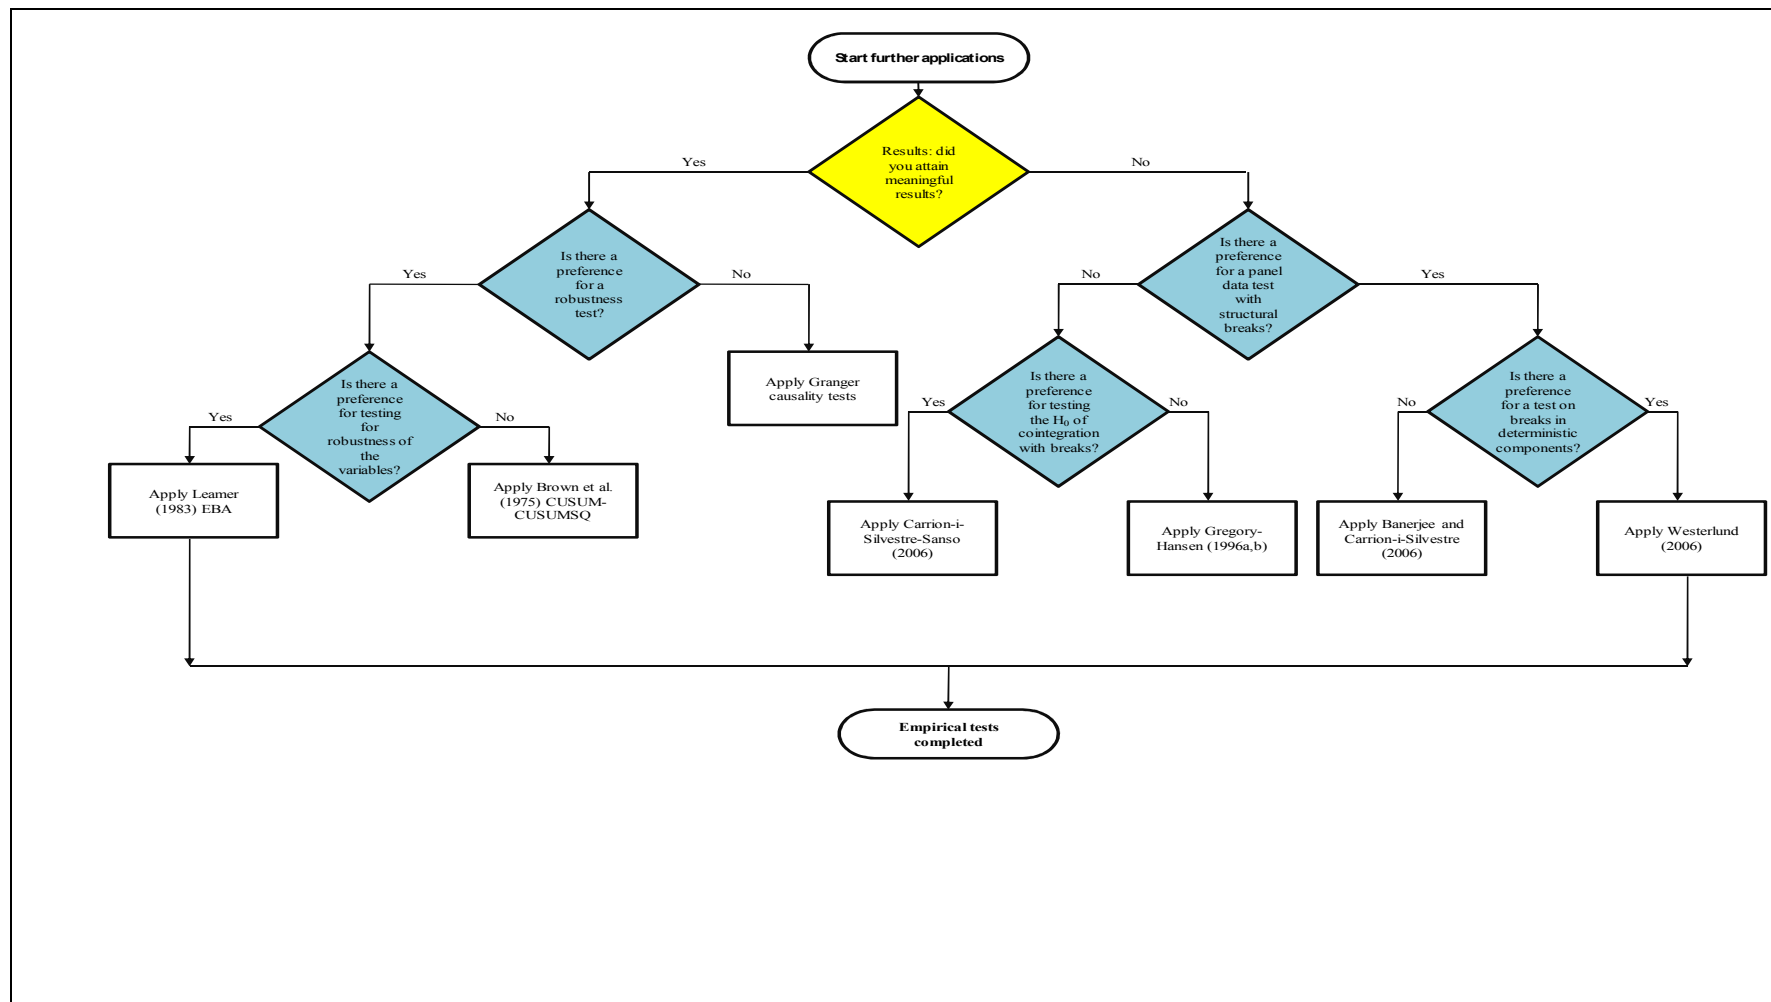 Start further applications
Results: did
you attain
meaningful
results?
Yes
No
Is there a
preference
for a
robustness
test?
Yes
No
Is there a
preference
for a panel
data test
with
structural
breaks?
No
Yes
Is there a
preference
for testing
for
robustness of
the
variables?
Yes
No
Apply Granger
causality tests
Is there a
preference
for testing
the H₀ of
cointegration
with breaks?
Yes
No
Is there a
preference
for a test on
breaks in
deterministic
components?
No
Yes
Apply Leamer
(1983) EBA
Apply Brown et al.
(1975) CUSUM-
CUSUMSQ
Apply Carrion-i-
Silvestre-Sanso
(2006)
Apply Gregory-
Hansen (1996a,b)
Apply Banerjee and
Carrion-i-Silvestre
(2006)
Apply Westerlund
(2006)
Empirical tests
completed